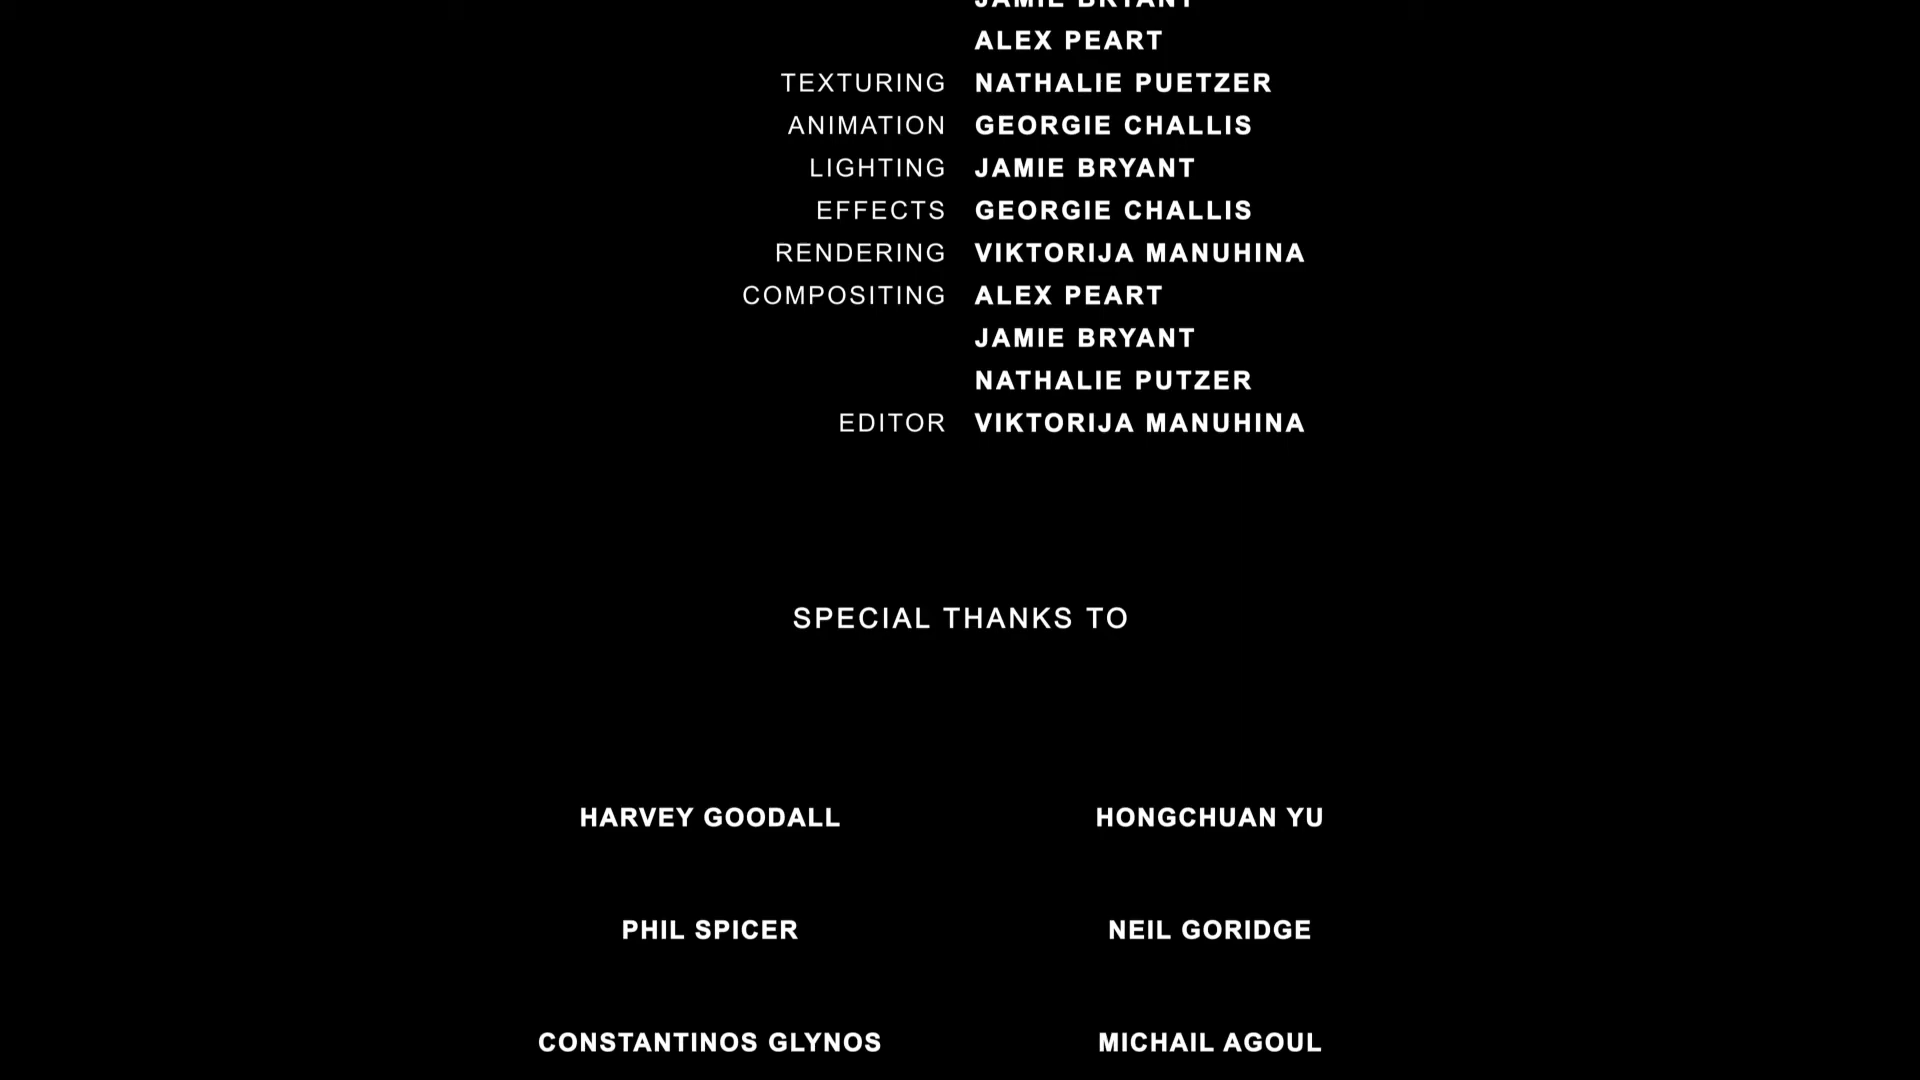 JAMIE BRYANT
ALEX PEART
TEXTURING NATHALIE PUETZER
ANIMATION GEORGIE CHALLIS
LIGHTING JAMIE BRYANT
EFFECTS GEORGIE CHALLIS
RENDERING VIKTORIJA MANUHINA
COMPOSITING ALEX PEART
JAMIE BRYANT
NATHALIE PUTZER
EDITOR VIKTORIJA MANUHINA
SPECIAL THANKS TO
HARVEY GOODALL HONGCHUAN YU
PHIL SPICER NEIL GORIDGE
CONSTANTINOS GLYNOS MICHAIL AGOUL